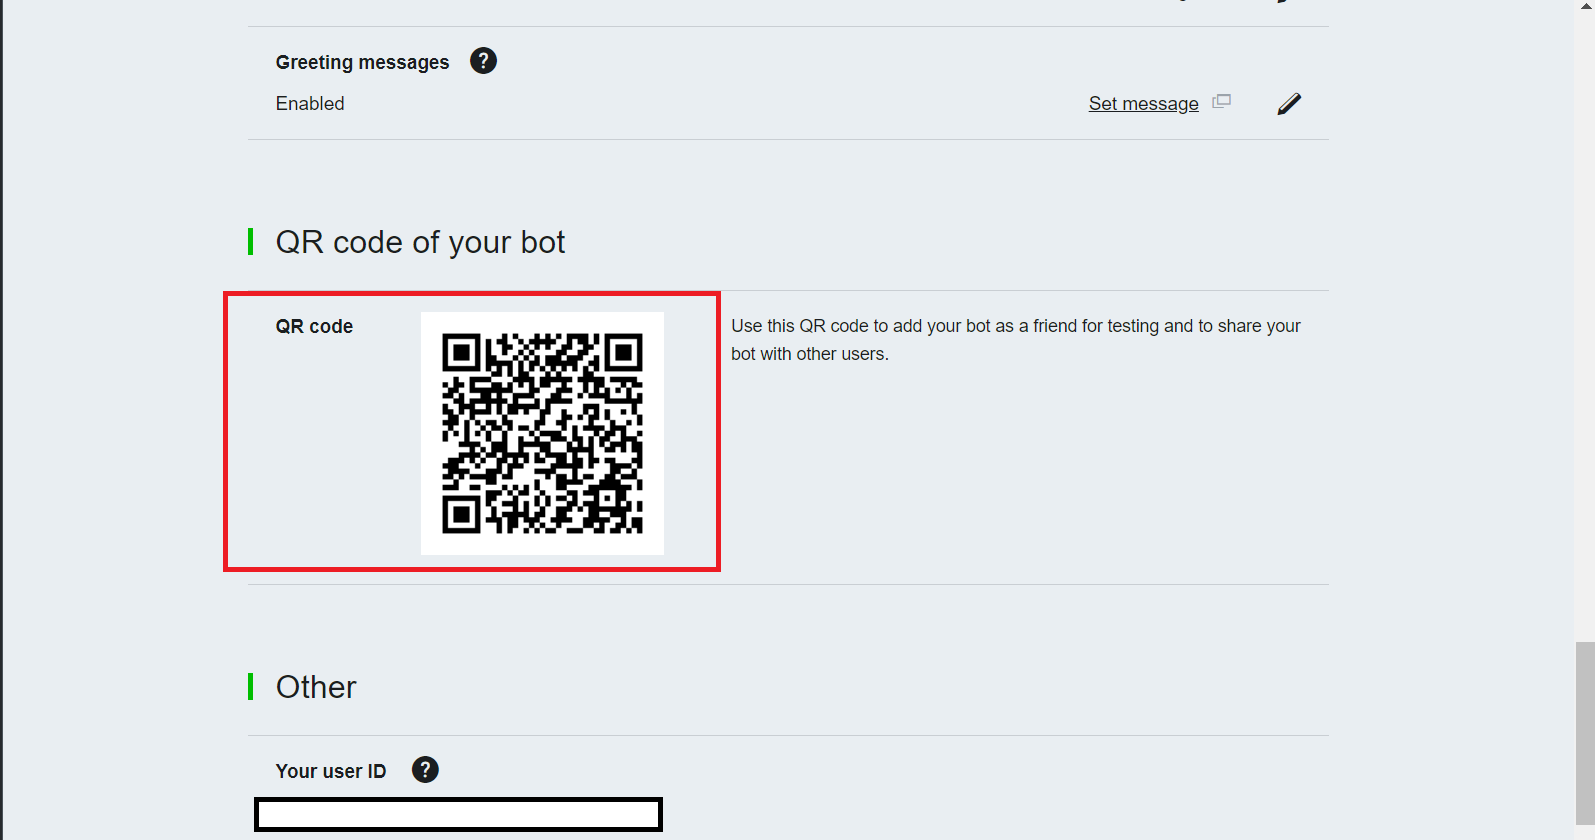 Greeting messages ?
Enabled
Set message
QR code of your bot
QR code
Use this QR code to add your bot as a friend for testing and to share your
bot with other users.
Other
Your user ID ?